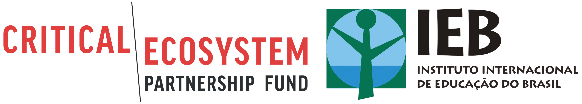 CRITICAL ECOSYSTEM
PARTNERSHIP FUND
IEB
INSTITUTO INTERNACIONAL
DE EDUCAÇÃO DO BRASIL